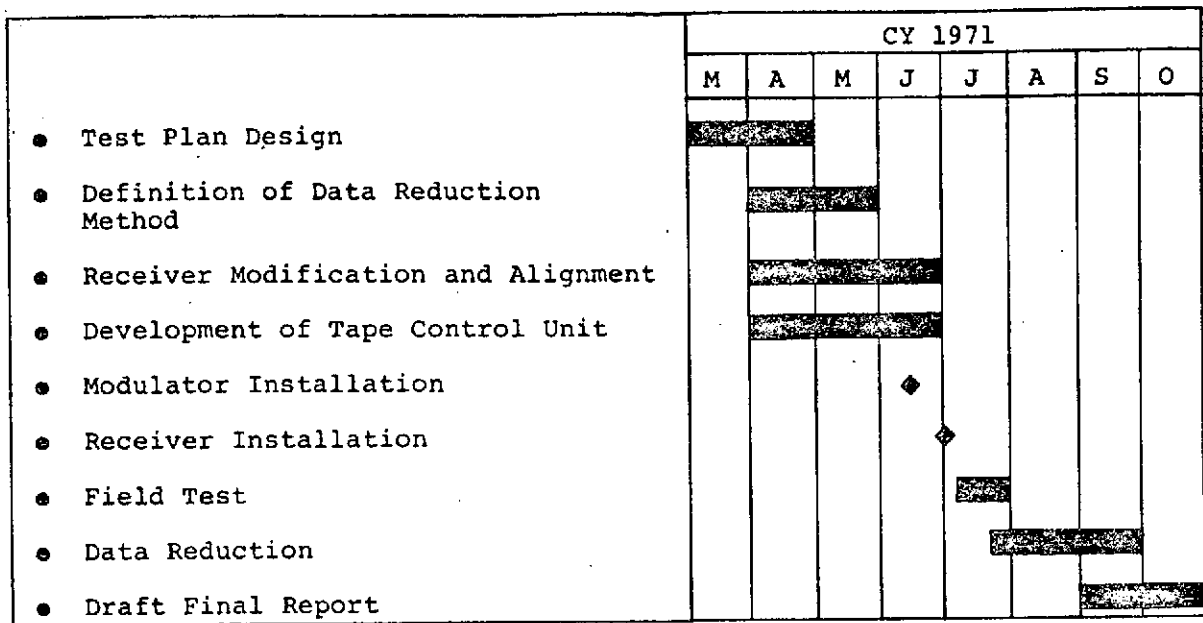 CY 1971
M A M J J A S O
• Test Plan Design
• Definition of Data Reduction
Method
• Receiver Modification and Alignment
• Development of Tape Control Unit
• Modulator Installation
• Receiver Installation
• Field Test
• Data Reduction
• Draft Final Report